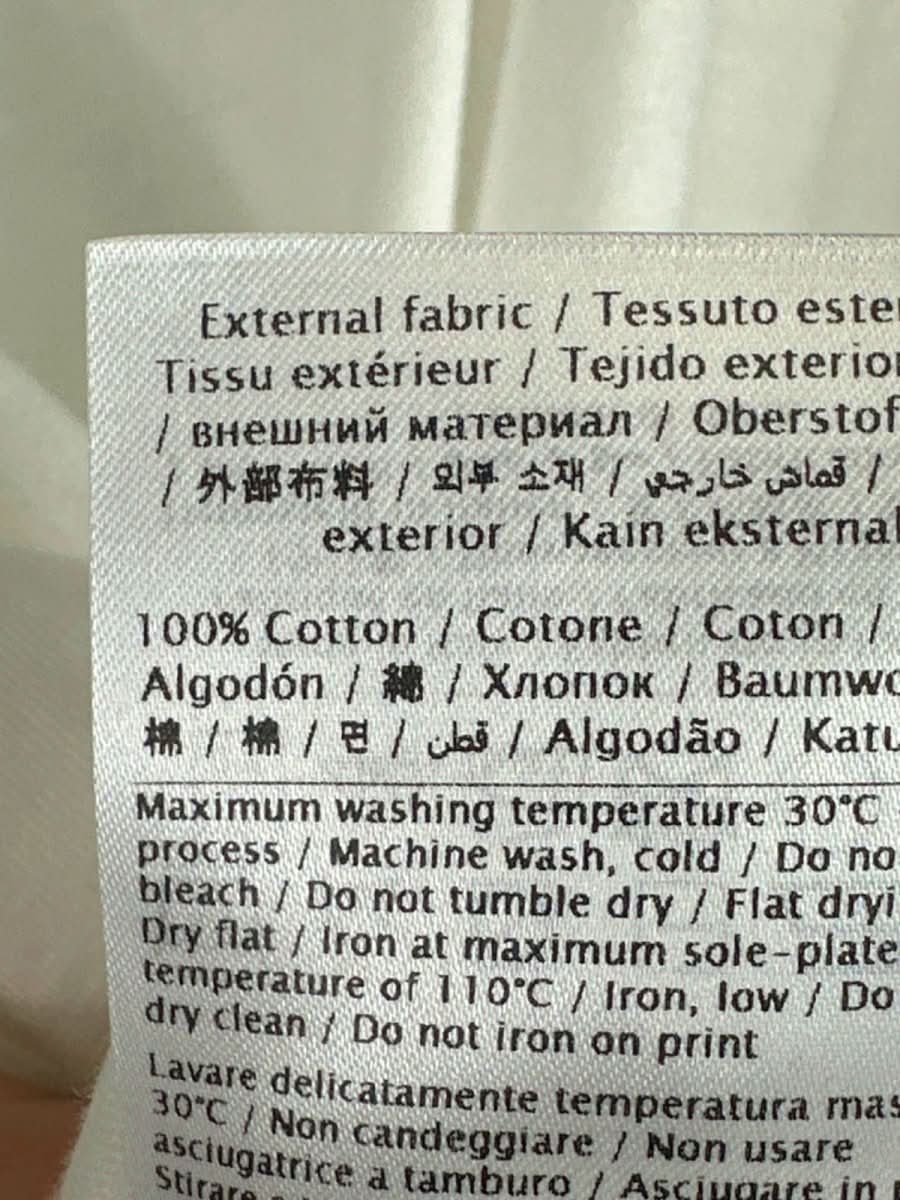 External fabric / Tessuto
Tissu extérieur / Tejido exterior
/ внешний материал / Oberstof
/ 外部布料 / 외부 소재 / قماش خارجي /
exterior / Kain eksternal
100% Cotton / Cotone / Coton /
Algodón / 綿 / Хлопок / Baumwo
棉 / 棉 / 면 / قطن / Algodão / Katu
Maximum washing temperature 30°C
process / Machine wash, cold / Do no
bleach / Do not tumble dry / Flat dryi
Dry flat / Iron at maximum sole-plate
temperature of 110°C / Iron, low / Do
dry clean / Do not iron on print
Lavare delicatamente temperatura mas
30°C / Non candeggiare / Non usare
asciugatrice a tamburo / Asciugare in
Stirare